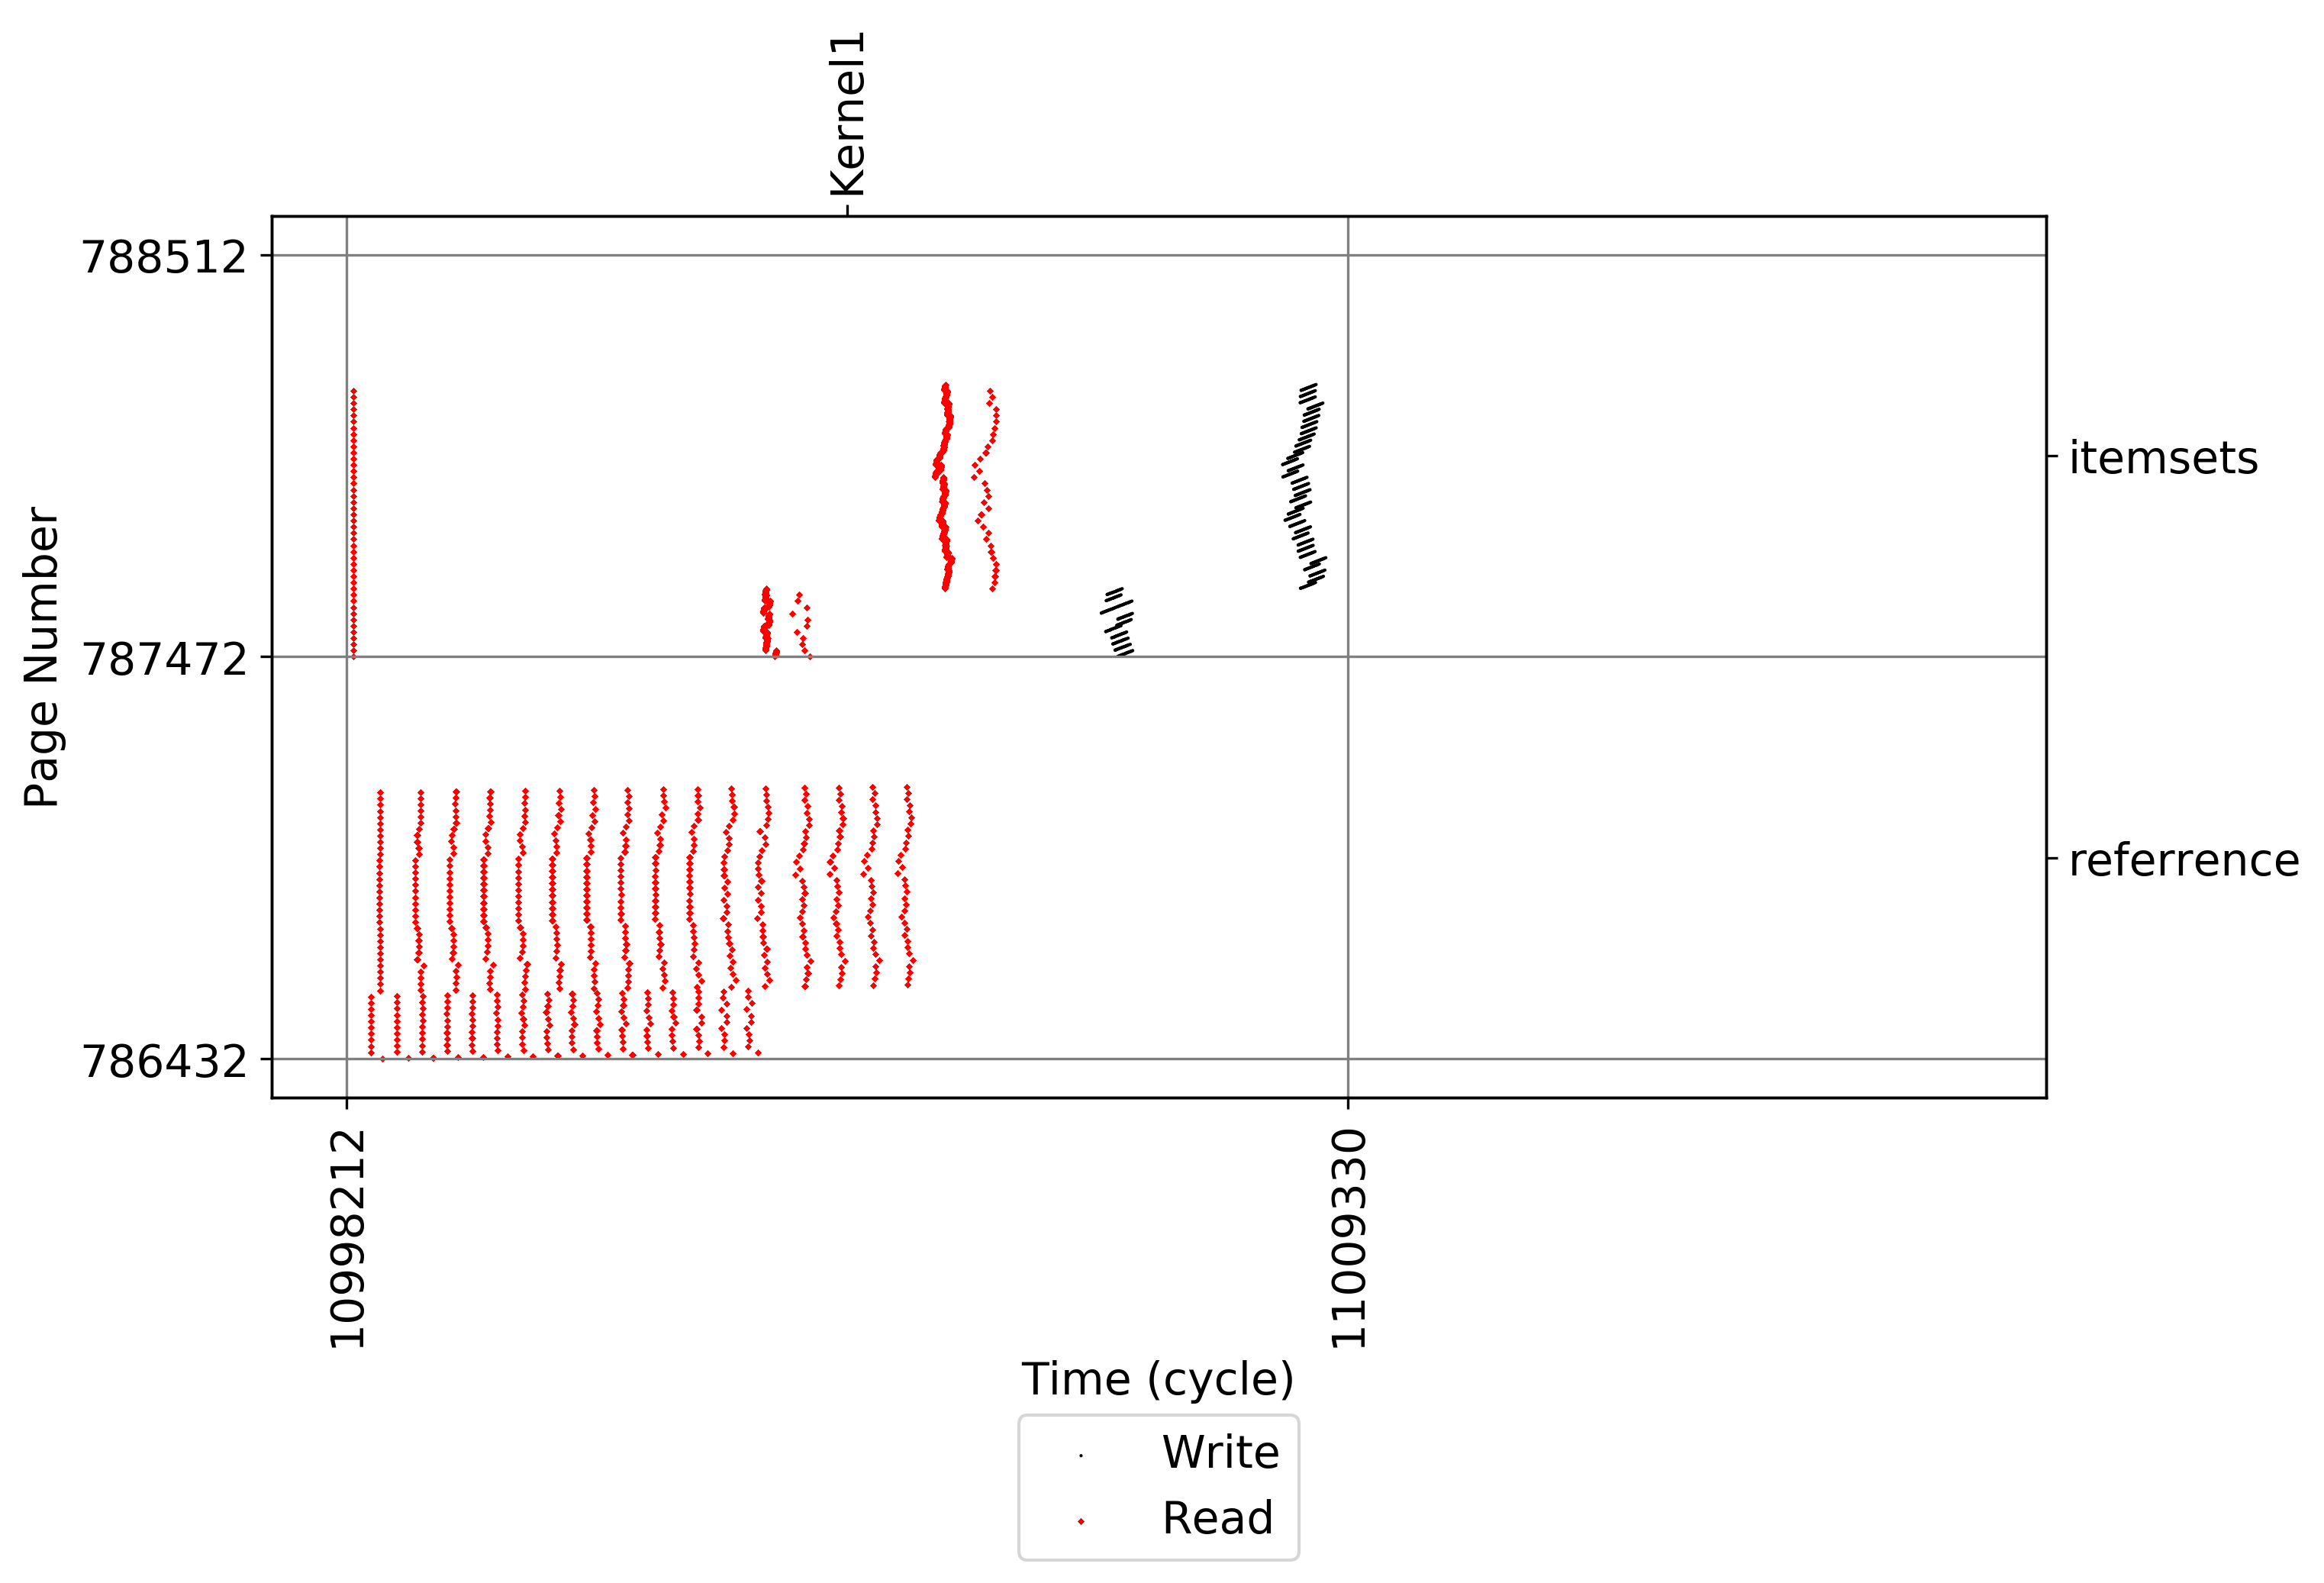 Kernel1
788512
787472
786432
Page Number
itemsets
referrence
10998212
11009330
Time (cycle)
Write
Read